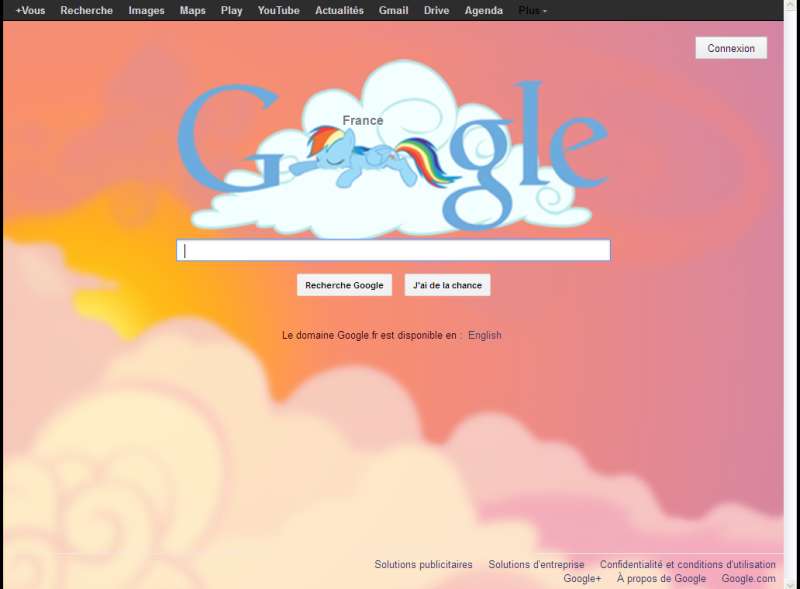 +Vous Recherche Images Maps Play YouTube Actualités Gmail Drive Agenda Plus
Connexion
Google
France
Recherche Google J'ai de la chance
Le domaine Google.fr est disponible en : English
Solutions publicitaires Solutions d'entreprise Confidentialité et conditions d'utilisation
Google+ À propos de Google Google.com